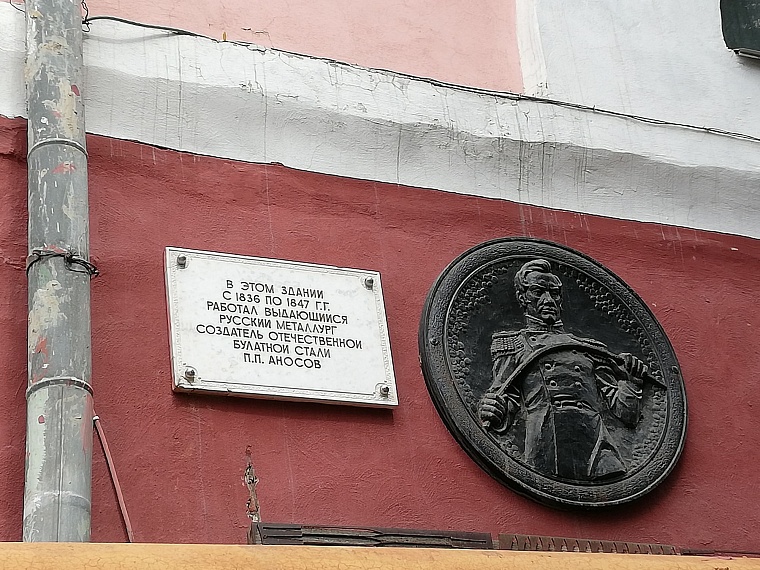 В ЭТОМ ЗДАНИИ
С 1836 ПО 1847 Г.Г.
РАБОТАЛ ВЫДАЮЩИЙСЯ
РУССКИЙ МЕТАЛЛУРГ
СОЗДАТЕЛЬ ОТЕЧЕСТВЕННОЙ
БУЛАТНОЙ СТАЛИ
П.П. АНОСОВ